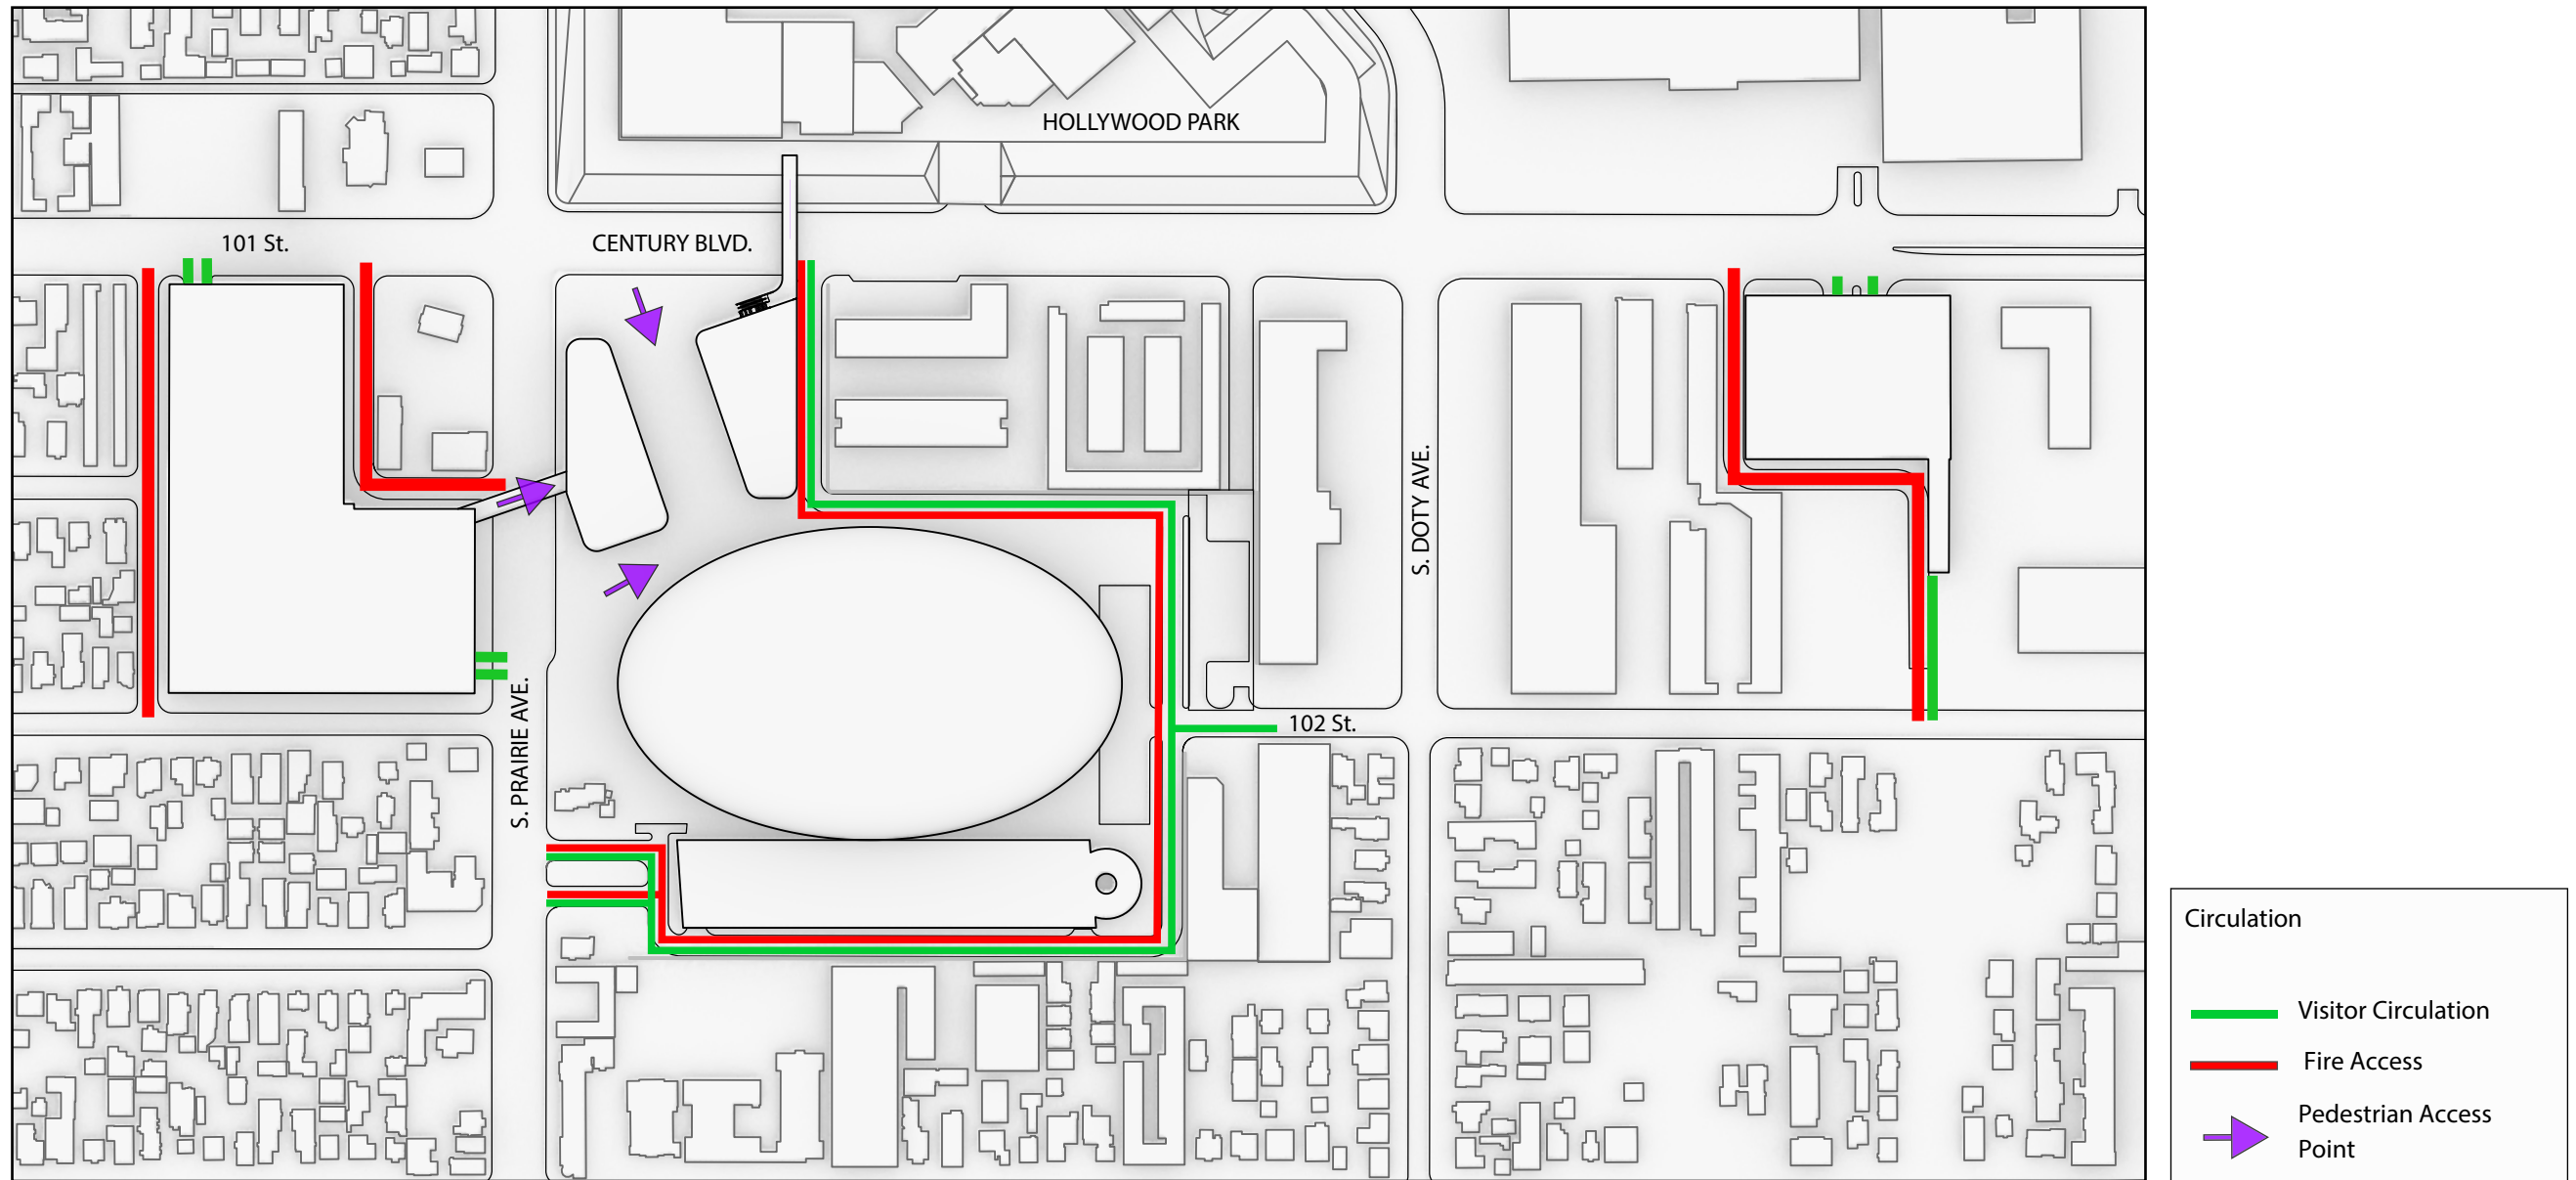 HOLLYWOOD PARK
101 St.
CENTURY BLVD.
S. DOTY AVE.
S. PRAIRIE AVE.
102 St.
Circulation
Visitor Circulation
Fire Access
Pedestrian Access
Point